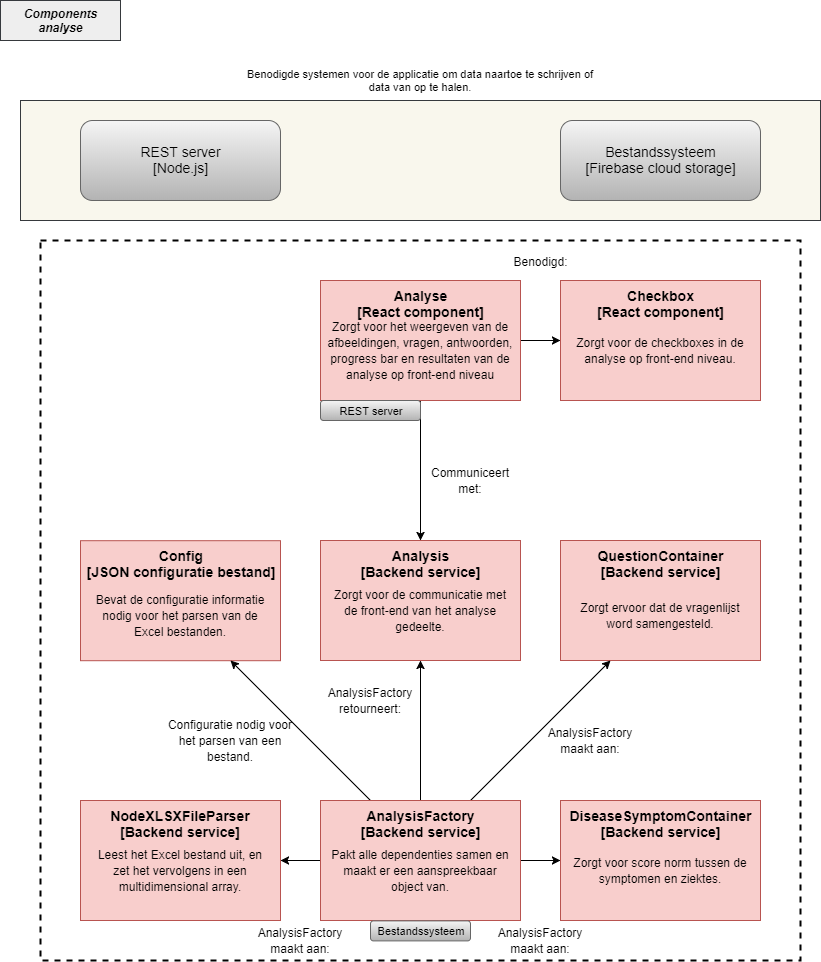 Components
analyse
Benodigde systemen voor de applicatie om data naartoe te schrijven of
data van op te halen.
REST server
[Node.js]
Bestandssysteem
[Firebase cloud storage]
Benodigd:
Analyse
[React component]
Zorgt voor het weergeven van de
afbeeldingen, vragen, antwoorden,
progress bar en resultaten van de
analyse op front-end niveau
Checkbox
[React component]
Zorgt voor de checkboxes in de
analyse op front-end niveau.
REST server
Communiceert
met:
Config
[JSON configuratie bestand]
Bevat de configuratie informatie
nodig voor het parsen van de
Excel bestanden.
Analysis
[Backend service]
Zorgt voor de communicatie met
de front-end van het analyse
gedeelte.
QuestionContainer
[Backend service]
Zorgt ervoor dat de vragenlijst
word samengesteld.
AnalysisFactory
retourneert:
Configuratie nodig voor
het parsen van een
bestand.
AnalysisFactory
maakt aan:
NodeXLSXFileParser
[Backend service]
Leest het Excel bestand uit, en
zet het vervolgens in een
multidimensional array.
AnalysisFactory
[Backend service]
Pakt alle dependenties samen en
maakt er een aanspreekbaar
object van.
DiseaseSymptomContainer
[Backend service]
Zorgt voor score norm tussen de
symptomen en ziektes.
Bestandssysteem
AnalysisFactory
maakt aan:
AnalysisFactory
maakt aan: